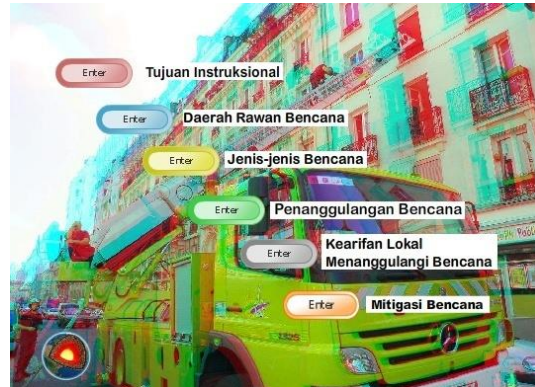 Enter
Tujuan Instruksional
Enter
Daerah Rawan Bencana
Enter
Jenis-jenis Bencana
Enter
Penanggulangan Bencana
Enter
Kearifan Lokal
Menanggulangi Bencana
Enter
Mitigasi Bencana